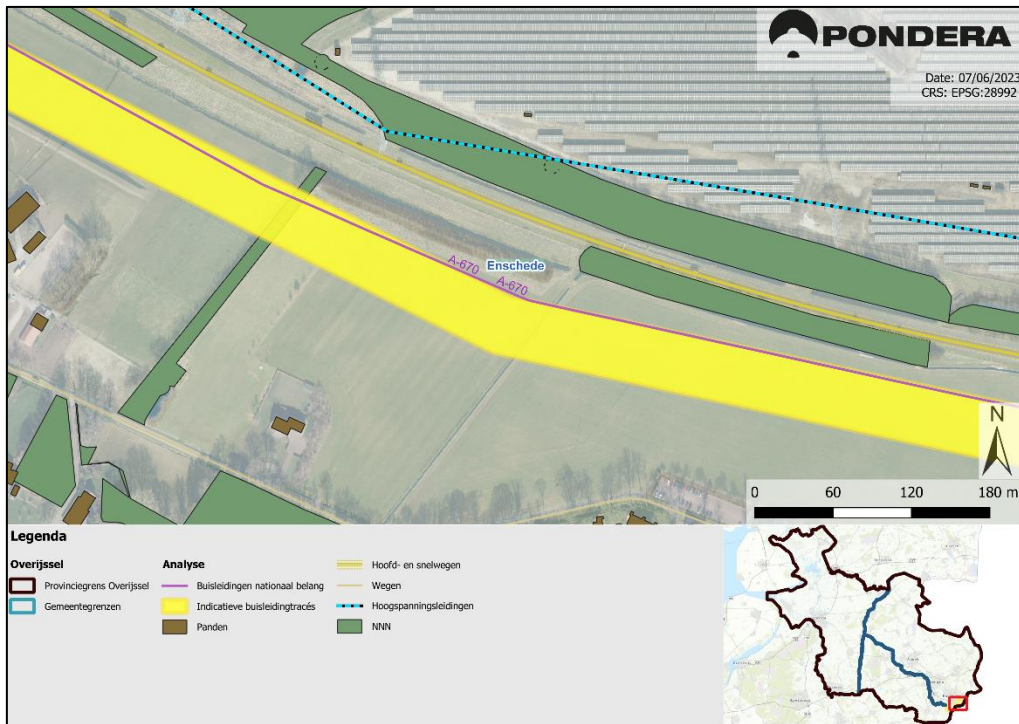 PONDERA
Date: 07/06/2023
CRS: EPSG:28992
Enschede
A-670
A-670
N
0 60 120 180 m
Legenda
Overijssel
Provinciegrens Overijssel
Gemeentegrenzen
Analyse
Buisleidingen nationaal belang
Indicatieve buisleidingtracés
Panden
Hoofd- en snelwegen
Wegen
Hoogspanningsleidingen
NNN